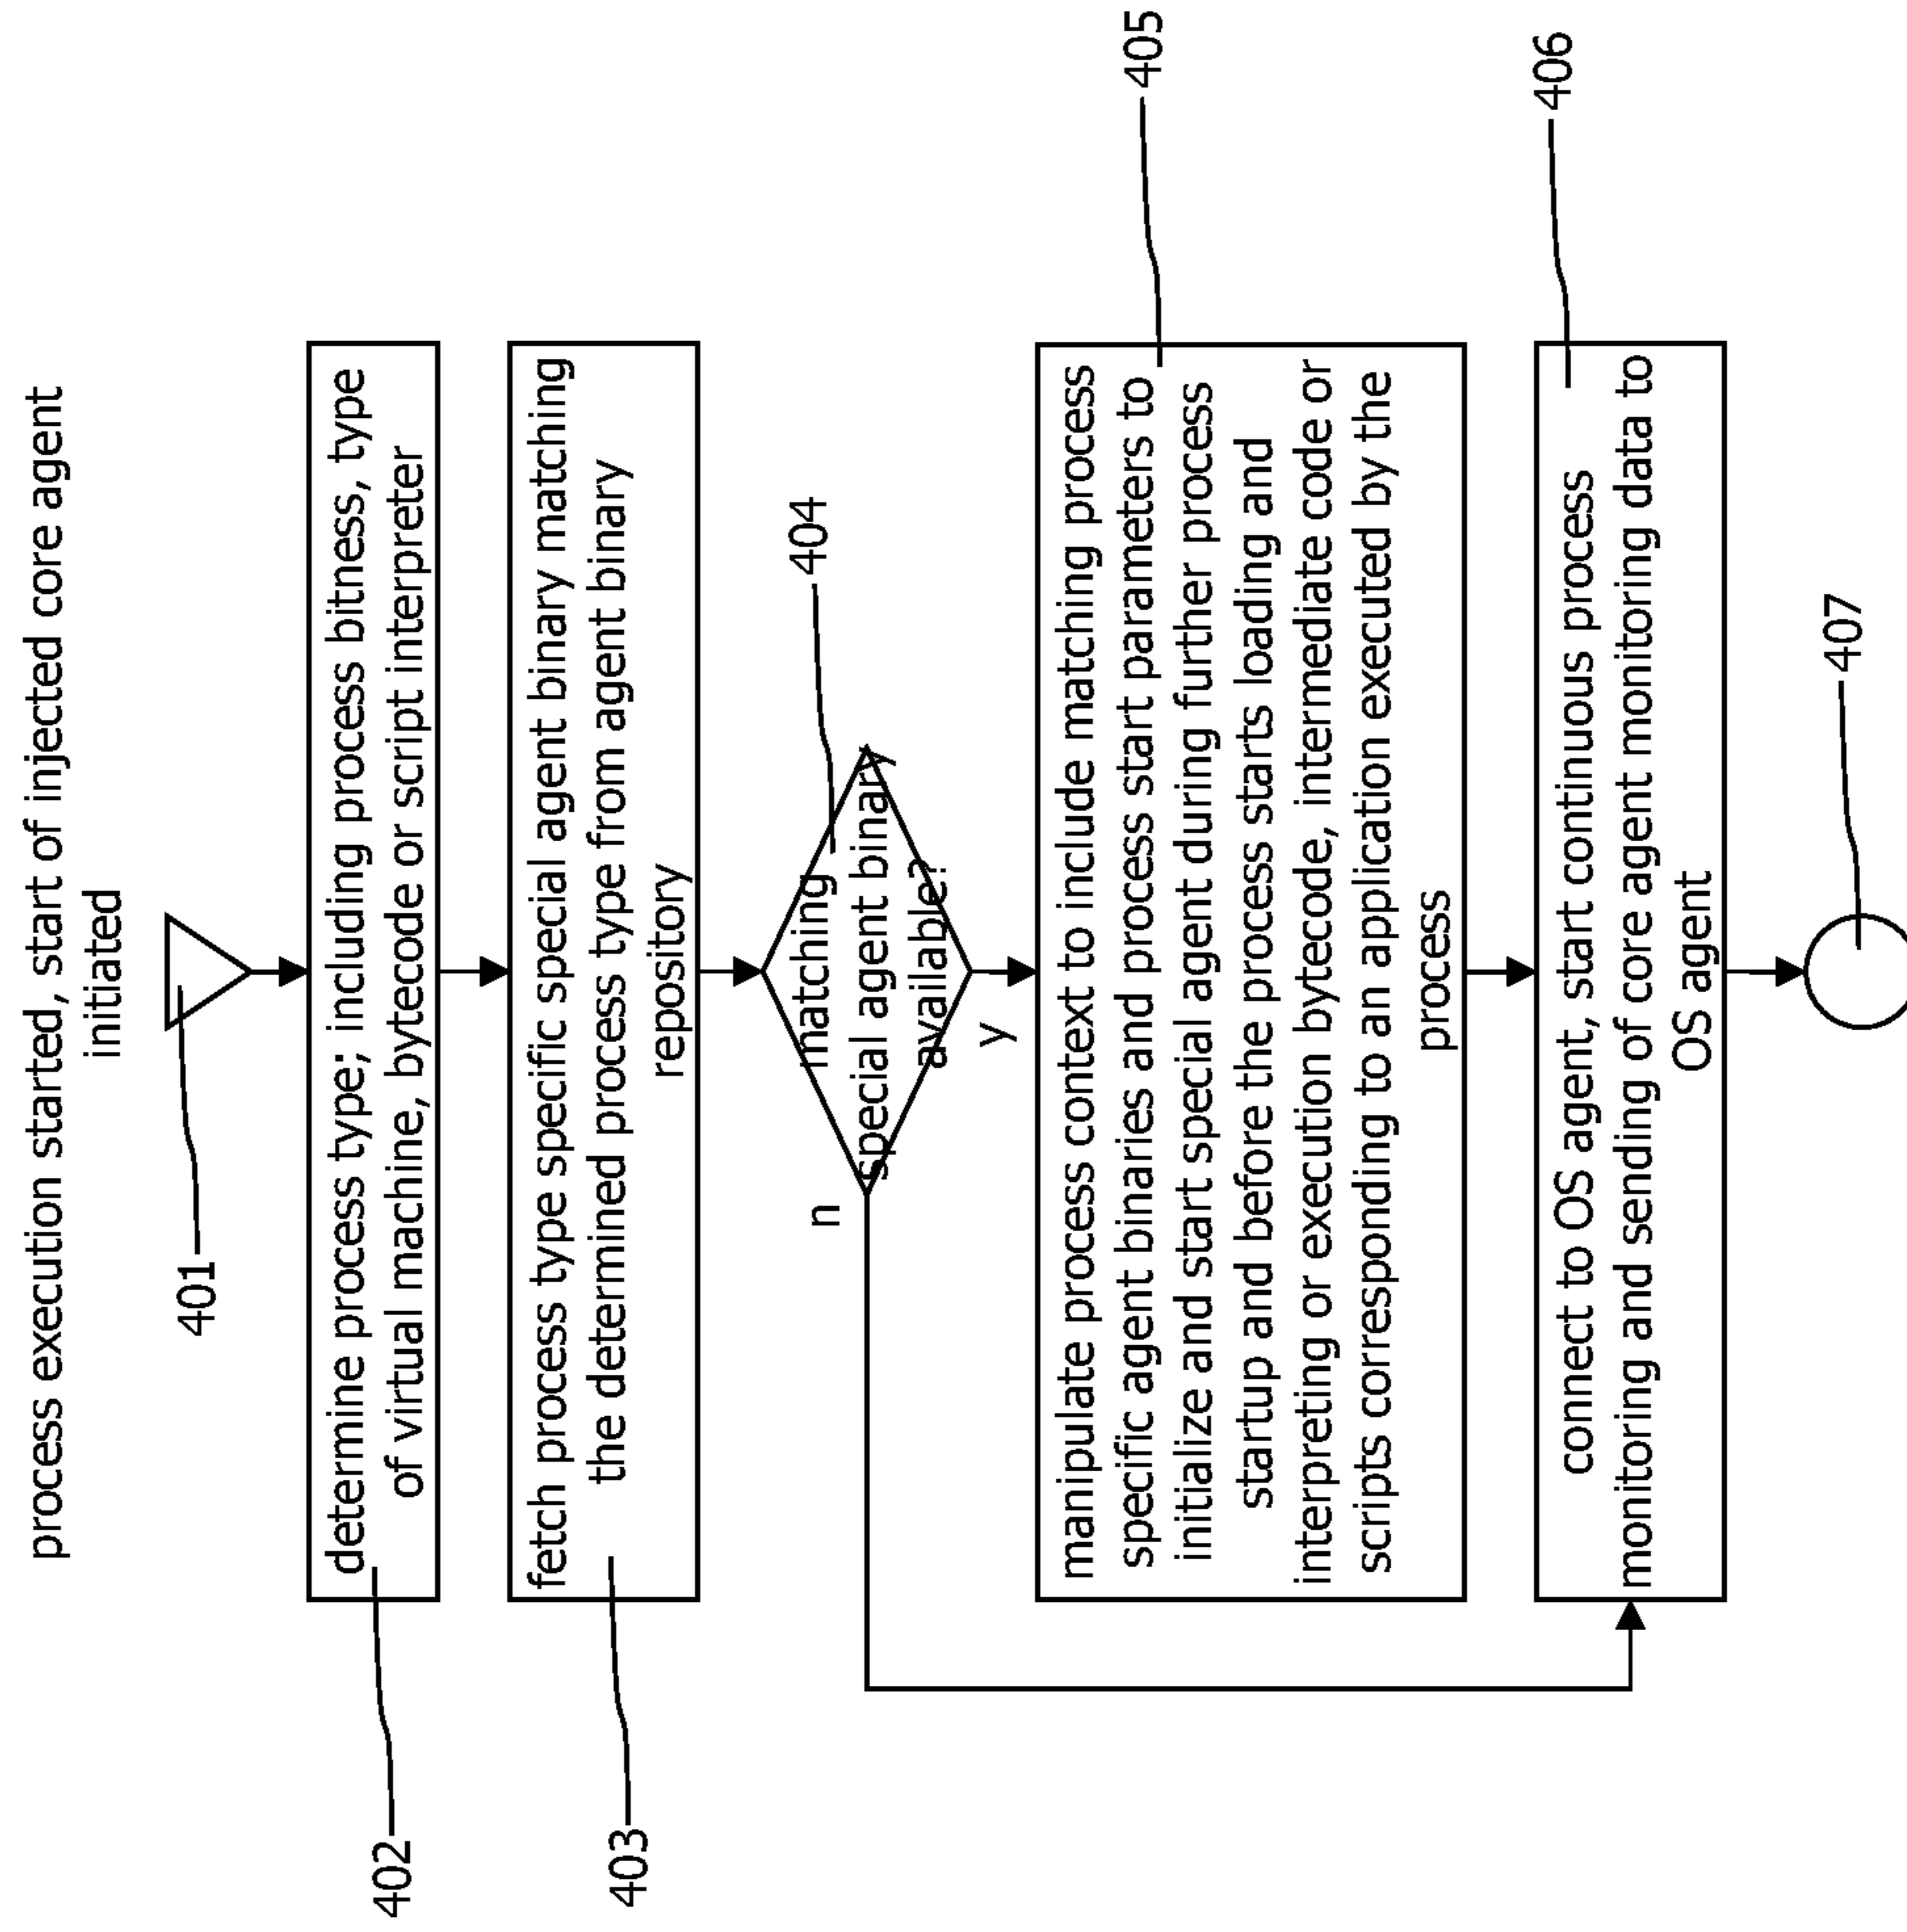 process execution started, start of injected core agent
initiated
401
determine process type; including process bitness, type
of virtual machine, bytecode or script interpreter
402
fetch process type specific special agent binary matching
the determined process type from agent binary
repository
403
matching
special agent binary
available?
404
n
y
manipulate process context to include matching process
specific agent binaries and process start parameters to
initialize and start special agent during further process
startup and before the process starts loading and
interpreting or execution bytecode, intermediate code or
scripts corresponding to an application executed by the
process
405
connect to OS agent, start continuous process
monitoring and sending of core agent monitoring data to
OS agent
406
407